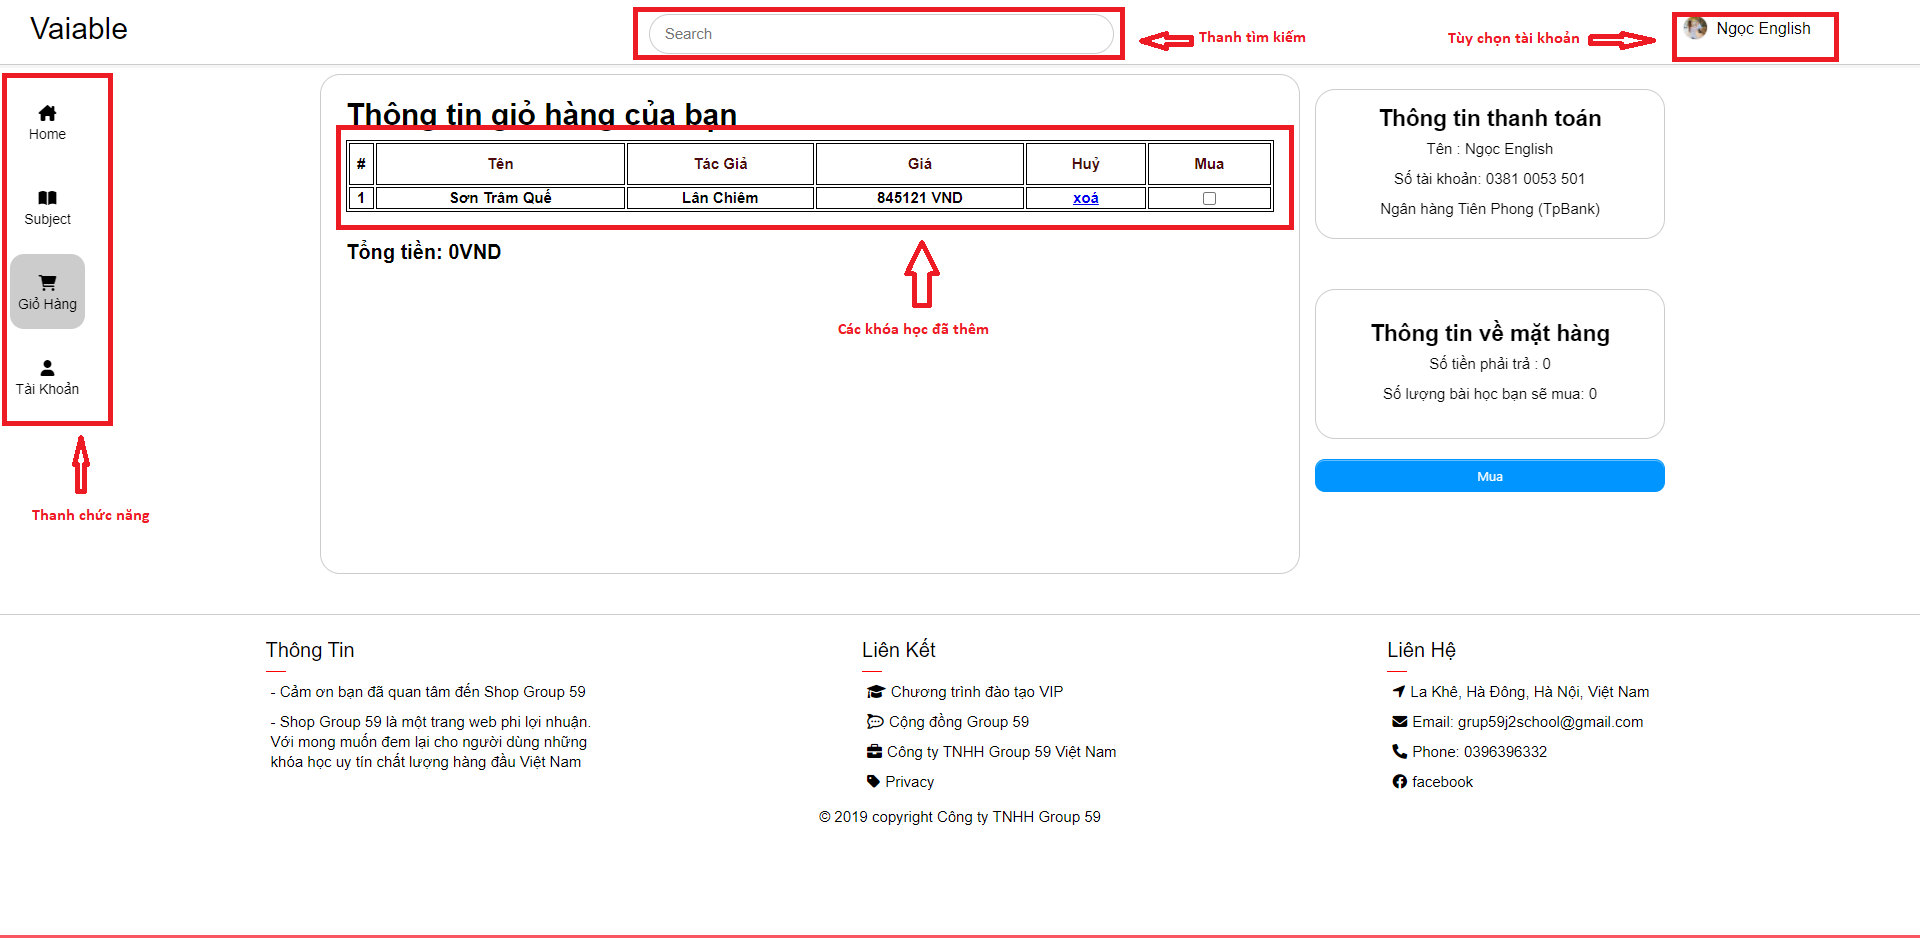 Vaiable
Search
Thanh tìm kiếm
Tùy chọn tài khoản
Ngọc English
Home
Subject
Giỏ Hàng
Tài Khoản
Thanh chức năng
Thông tin giỏ hàng của bạn
# Tên Tác Giả Giá Huỷ Mua
1 Sơn Trâm Quế Lân Chiêm 845121 VND xoá
Tổng tiền: 0VND
Các khóa học đã thêm
Thông tin thanh toán
Tên : Ngọc English
Số tài khoản: 0381 0053 501
Ngân hàng Tiên Phong (TpBank)
Thông tin về mặt hàng
Số tiền phải trả : 0
Số lượng bài học bạn sẽ mua: 0
Mua
Thông Tin
- Cảm ơn bạn đã quan tâm đến Shop Group 59
- Shop Group 59 là một trang web phi lợi nhuận.
Với mong muốn đem lại cho người dùng những
khóa học uy tín chất lượng hàng đầu Việt Nam
Liên Kết
Chương trình đào tạo VIP
Cộng đồng Group 59
Công ty TNHH Group 59 Việt Nam
Privacy
Liên Hệ
La Khê, Hà Đông, Hà Nội, Việt Nam
Email: grup59j2school@gmail.com
Phone: 0396396332
facebook
© 2019 copyright Công ty TNHH Group 59